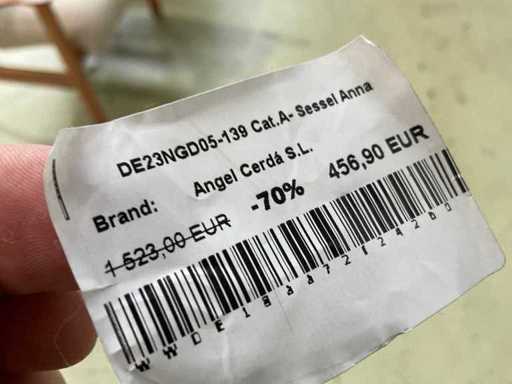 DE23NGD05-139 Cat.A- Sessel Anna
Brand: Angel Cerdá S.L.
1 523,00 EUR -70% 456,90 EUR